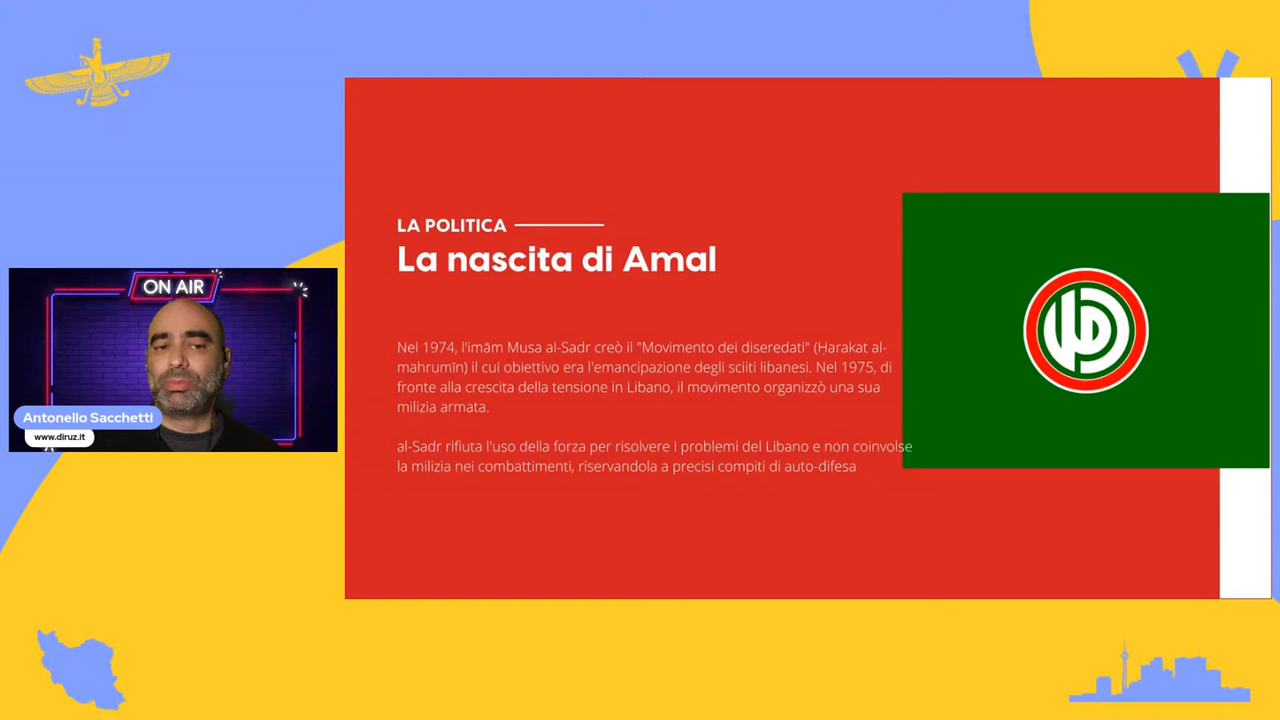 ON AIR
Antonello Sacchetti
www.diruz.it
LA POLITICA
La nascita di Amal
Nel 1974, l'imām Musa al-Sadr creò il "Movimento dei diseredati" (Ḥarakat al-
mahrumīn) il cui obiettivo era l'emancipazione degli sciiti libanesi. Nel 1975, di
fronte alla crescita della tensione in Libano, il movimento organizzò una sua
milizia armata.
al-Sadr rifiuta l'uso della forza per risolvere i problemi del Libano e non coinvolse
la milizia nei combattimenti, riservandola a precisi compiti di auto-difesa